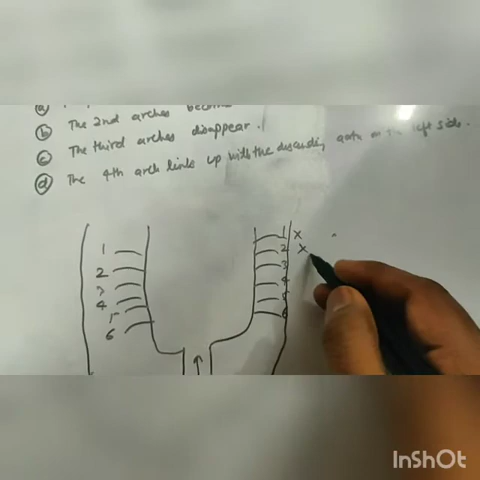 (a)
(b) The 2nd arches become
(c) The third arches disappear.
(d) The 4th arch links up with the descending aorta on the left side.
1 1 x
2 2 x
3 3
4 4
5 5
6 6
InShOt